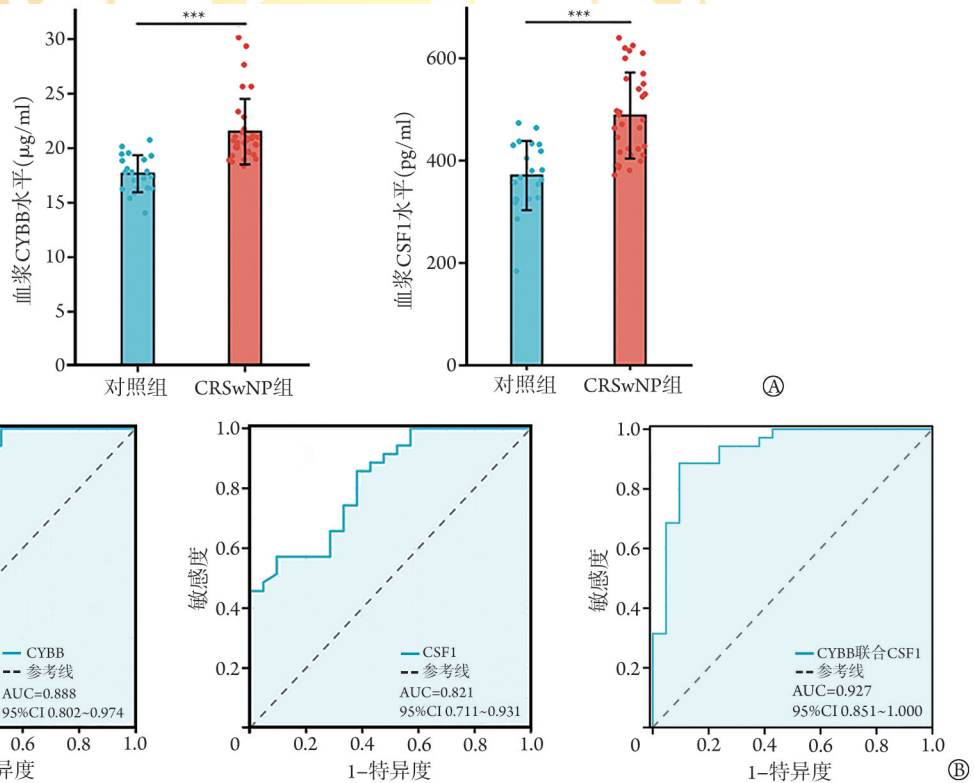 ***
30
25
20
15
10
5
0
血浆CYBB水平(μg/ml)
对照组
CRSwNP组
***
600
400
200
0
血浆CSF1水平(pg/ml)
对照组
CRSwNP组
Ⓐ
CYBB
参考线
AUC=0.888
95%CI 0.802~0.974
0.6
0.8
1.0
异度
1.0
0.8
0.6
0.4
0.2
敏感度
CSF1
参考线
AUC=0.821
95%CI 0.711~0.931
0
0.2
0.4
0.6
0.8
1.0
1-特异度
1.0
0.8
0.6
0.4
0.2
敏感度
CYBB联合CSF1
参考线
AUC=0.927
95%CI 0.851~1.000
0
0.2
0.4
0.6
0.8
1.0
1-特异度
Ⓑ